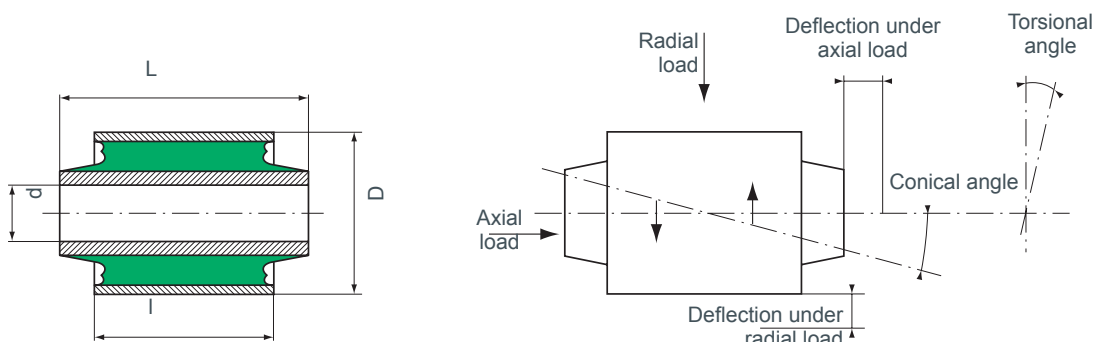 L
d
D
l
Radial
load
Deflection under
axial load
Torsional
angle
Conical angle
Axial
load
Deflection under
radial load